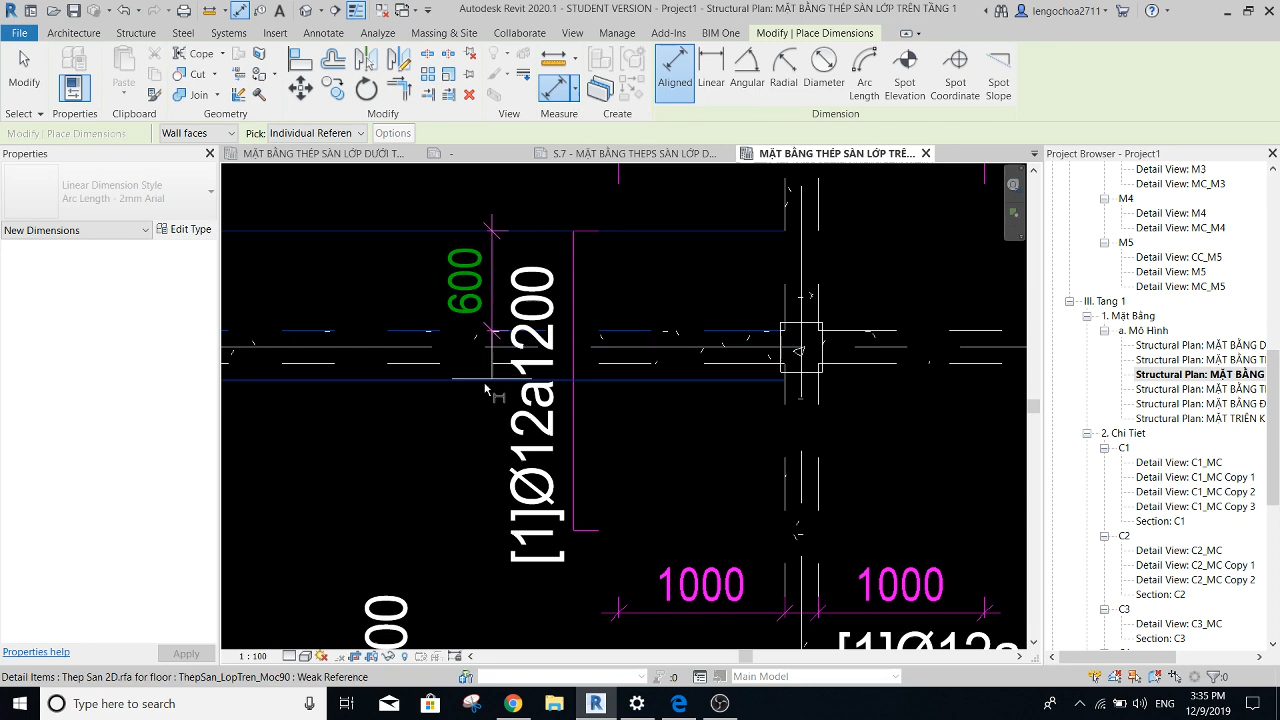 Autodesk Revit 2020.1 - STUDENT VERSION - Project1 - Structural Plan: MẶT BẰNG THÉP SÀN LỚP TRÊN TẦNG 1
lengochoa2711
File
Architecture
Structure
Steel
Systems
Insert
Annotate
Analyze
Massing & Site
Collaborate
View
Manage
Add-Ins
BIM One
Modify | Place Dimensions
Modify
Paste
Cope
Cut
Join
Aligned
Linear
Angular
Radial
Diameter
Arc Length
Spot Elevation
Spot Coordinate
Spot Slope
Select
Properties
Clipboard
Geometry
Modify
View
Measure
Create
Dimension
Modify | Place Dimensions
Wall faces
Pick:
Individual Referen
Options
Properties
MẶT BẰNG THÉP SÀN LỚP DƯỚI T...
-
S.7 - MẶT BẰNG THEPS SÀN LỚP D...
MẶT BẰNG THÉP SÀN LỚP TRÊ...
Project Browser - Project1
Linear Dimension Style
Arc Length - 2mm Arial
New Dimensions
Edit Type
600
[1]Ø12a1200
1000
1000
00
[1]Ø12a
Detail View: M3
Detail View: MC_M3
M4
Detail View: M4
Detail View: CC_M4
M5
Detail View: CC_M5
Detail View: M5
Detail View: MC_M5
III. Tang 1
1. Mặt Bằng
a. Mô Hình
Structural Plan: MẶT BẰNG D
Structural Plan: MẶT BẰNG D
Structural Plan: MẶT BẰNG
Structural Plan: MẶT BẰNG T
Structural Plan: MẶT BẰNG T
Structural Plan: MẶT TRIỂN K
2. Chi Tiet
C1
Detail View: C1_MC
Detail View: C1_MC Copy 1
Detail View: C1_MC Copy 2
Detail View: C1_MC Copy 3
Section: C1
C2
Detail View: C2_MC
Detail View: C2_MC Copy 1
Detail View: C2_MC Copy 2
Section: C2
C3
Detail View: C3_MC
Section: C3
Properties help
Apply
1 : 100
Detail Items : Thep San 2D.rfa for floor : ThepSan_LopTren_Moc90 : Weak Reference
:0
Main Model
:0
Type here to search
ENG
3:35 PM
12/9/2019